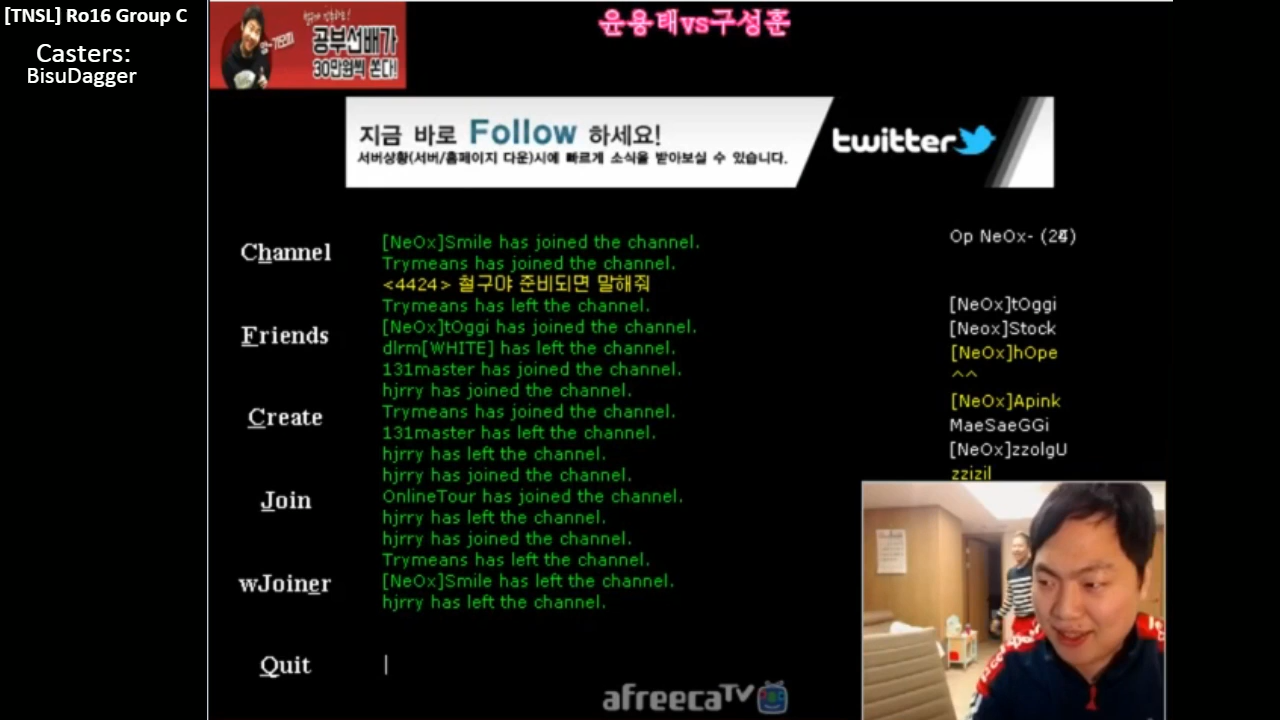 [TNSL] Ro16 Group C
Casters:
BisuDagger
공부선배가
30만원씩 쏜다!
윤용태vs구성훈
지금 바로 Follow 하세요!
서버상황(서버/홈페이지 다운)시에 빠르게 소식을 받아보실 수 있습니다.
twitter
Channel
Friends
Create
Join
wJoiner
Quit
[NeOx]Smile has joined the channel.
Trymeans has joined the channel.
<4424> 철구야 준비되면 말해줘
Trymeans has left the channel.
[NeOx]tOggi has joined the channel.
dlrm[WHITE] has left the channel.
131master has joined the channel.
hjrry has joined the channel.
Trymeans has joined the channel.
131master has left the channel.
hjrry has left the channel.
hjrry has joined the channel.
OnlineTour has joined the channel.
hjrry has left the channel.
hjrry has joined the channel.
Trymeans has left the channel.
[NeOx]Smile has left the channel.
hjrry has left the channel.
Op NeOx-
[NeOx]tOggi
[Neox]Stock
[NeOx]hOpe
^^
[NeOx]Apink
MaeSaeGGi
[NeOx]zzolgU
zzizil
afreecaTV